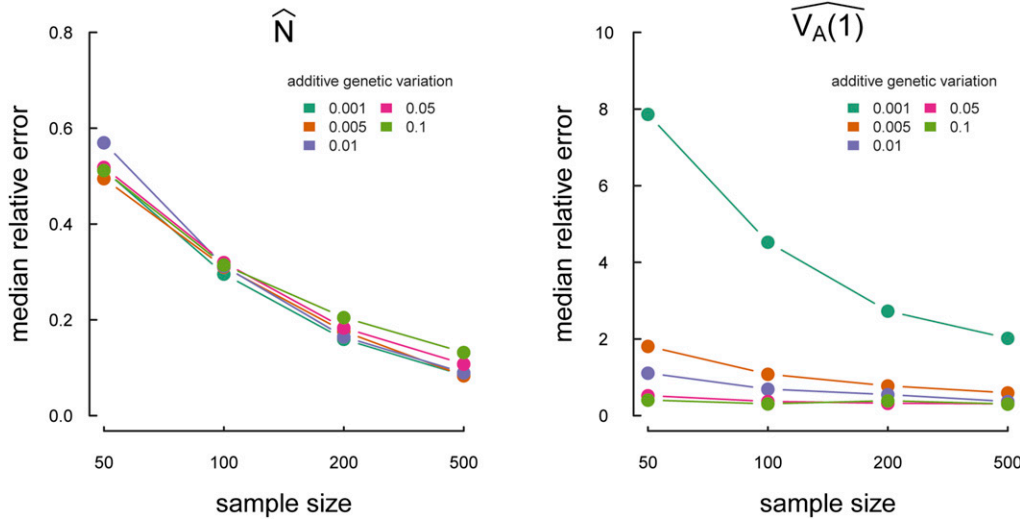 N̂
additive genetic variation
0.001 0.05
0.005 0.1
0.01
median relative error
0.8
0.6
0.4
0.2
0.0
50 100 200 500
sample size
V̂_A(1)
additive genetic variation
0.001 0.05
0.005 0.1
0.01
median relative error
10
8
6
4
2
0
50 100 200 500
sample size